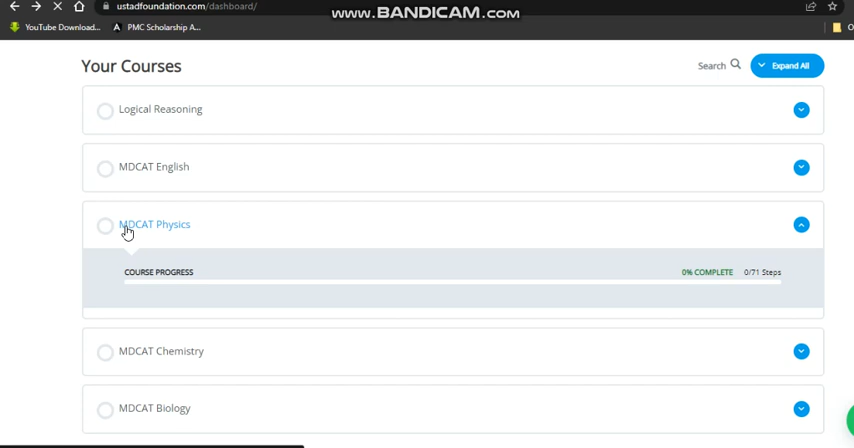 ustadfoundation.com/dashboard/
www.BANDICAM.com
YouTube Download...
PMC Scholarship A...
O
Your Courses
Search
Expand All
Logical Reasoning
MDCAT English
MDCAT Physics
COURSE PROGRESS
0% COMPLETE 0/71 Steps
MDCAT Chemistry
MDCAT Biology